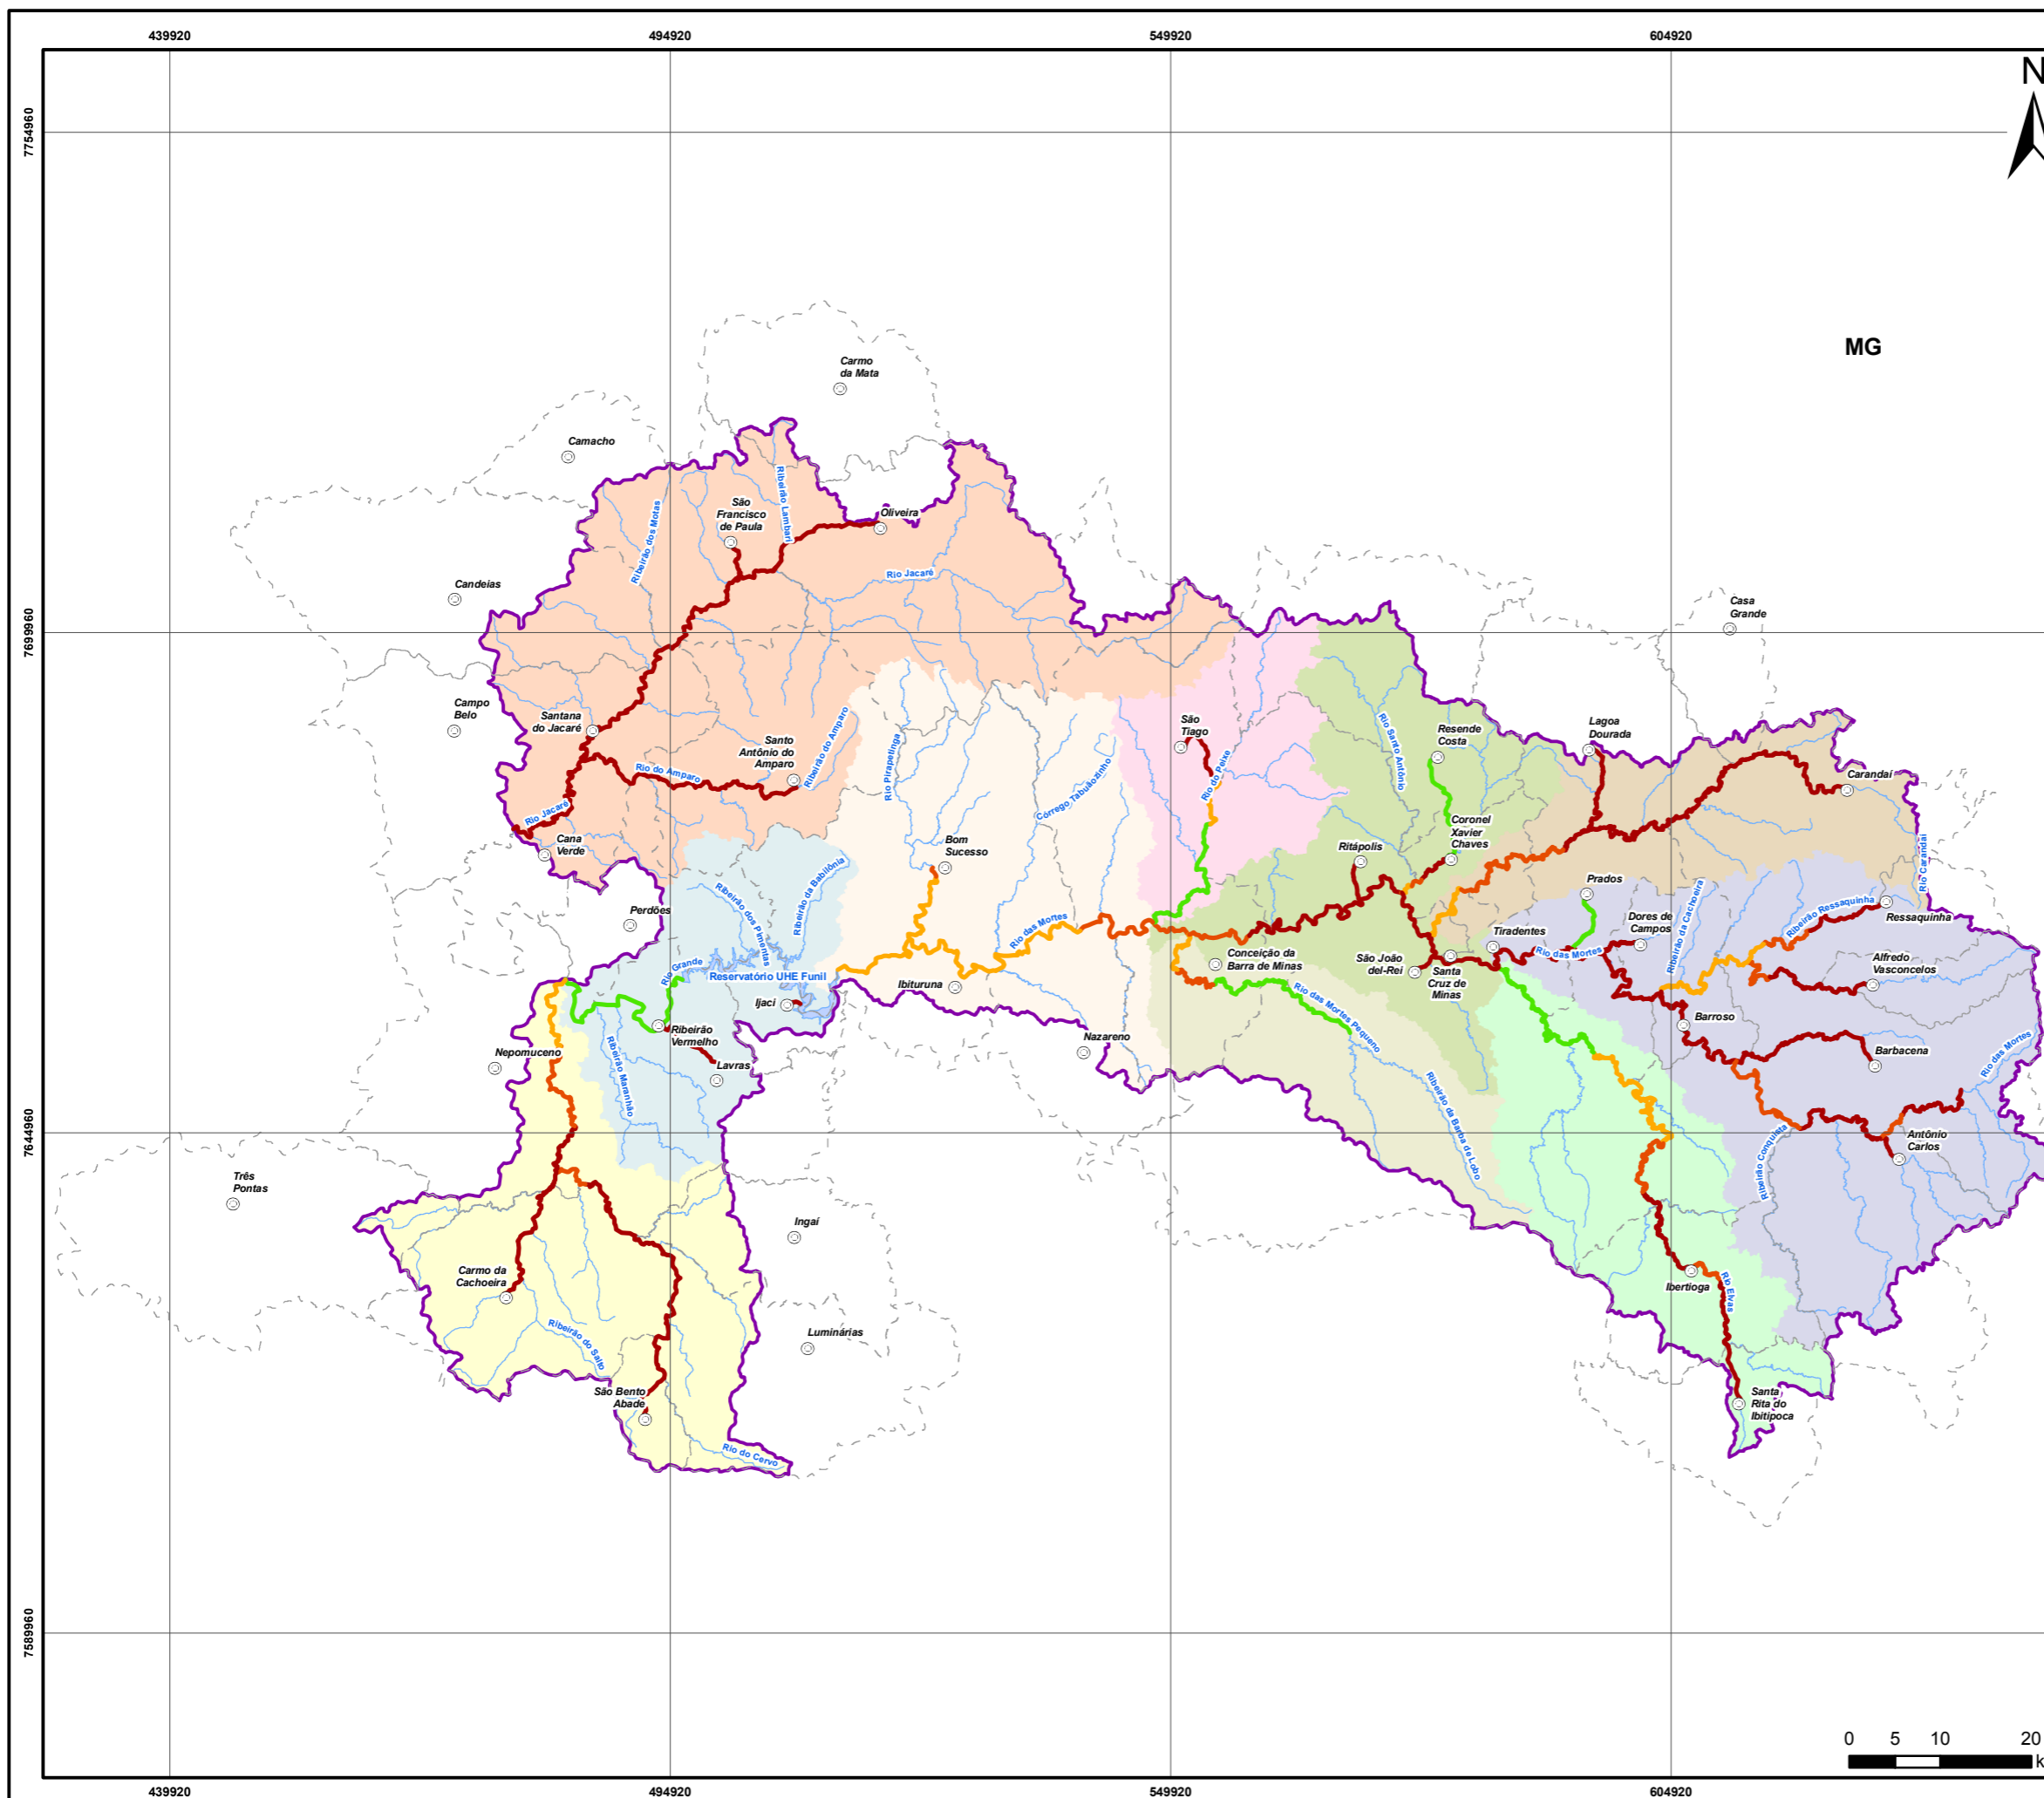 439920
494920
549920
604920
N
7754960
MG
Carmo
da Mata
Camacho
Ribeirão Lambari
Ribeirão dos Motas
São
Francisco
de Paula
Oliveira
Rio Jacaré
Candeias
Casa
Grande
7699960
Campo
Belo
Santana
do Jacaré
Santo
Antônio do
Amparo
Ribeirão do Amparo
Rio do Amparo
Rio Pirapetinga
Córrego Tabuãozinho
São
Tiago
Rio do Peixe
Rio Santo Antônio
Resende
Costa
Lagoa
Dourada
Carandaí
Rio Jacaré
Cana
Verde
Bom
Sucesso
Ritápolis
Coronel
Xavier
Chaves
Rio Carandaí
Ribeirão da Babilônia
Ribeirão dos Pimentas
Perdões
Prados
Dores de
Campos
Ribeirão da Cachoeira
Ribeirão Ressaquinha
Ressaquinha
Rio das Mortes
Tiradentes
Rio das Mortes
Rio Grande
Reservatório UHE Funil
Conceição da
Barra de Minas
São João
del-Rei
Santa
Cruz de
Minas
Alfredo
Vasconcelos
Ijaci
Ibituruna
Rio das Mortes Pequeno
Barroso
Ribeirão
Vermelho
Nazareno
Nepomuceno
Lavras
Ribeirão Maranhão
Barbacena
Rio das Mortes
Ribeirão da Barba de Lobo
7644960
Antônio
Carlos
Ribeirão Conquista
Três
Pontas
Ingaí
Carmo da
Cachoeira
Ibertioga
Rio Elvas
Ribeirão do Salto
Luminárias
São Bento
Abade
Santa
Rita do
Ibitipoca
Rio do Cervo
7589960
0
5
10
20
439920
494920
549920
604920